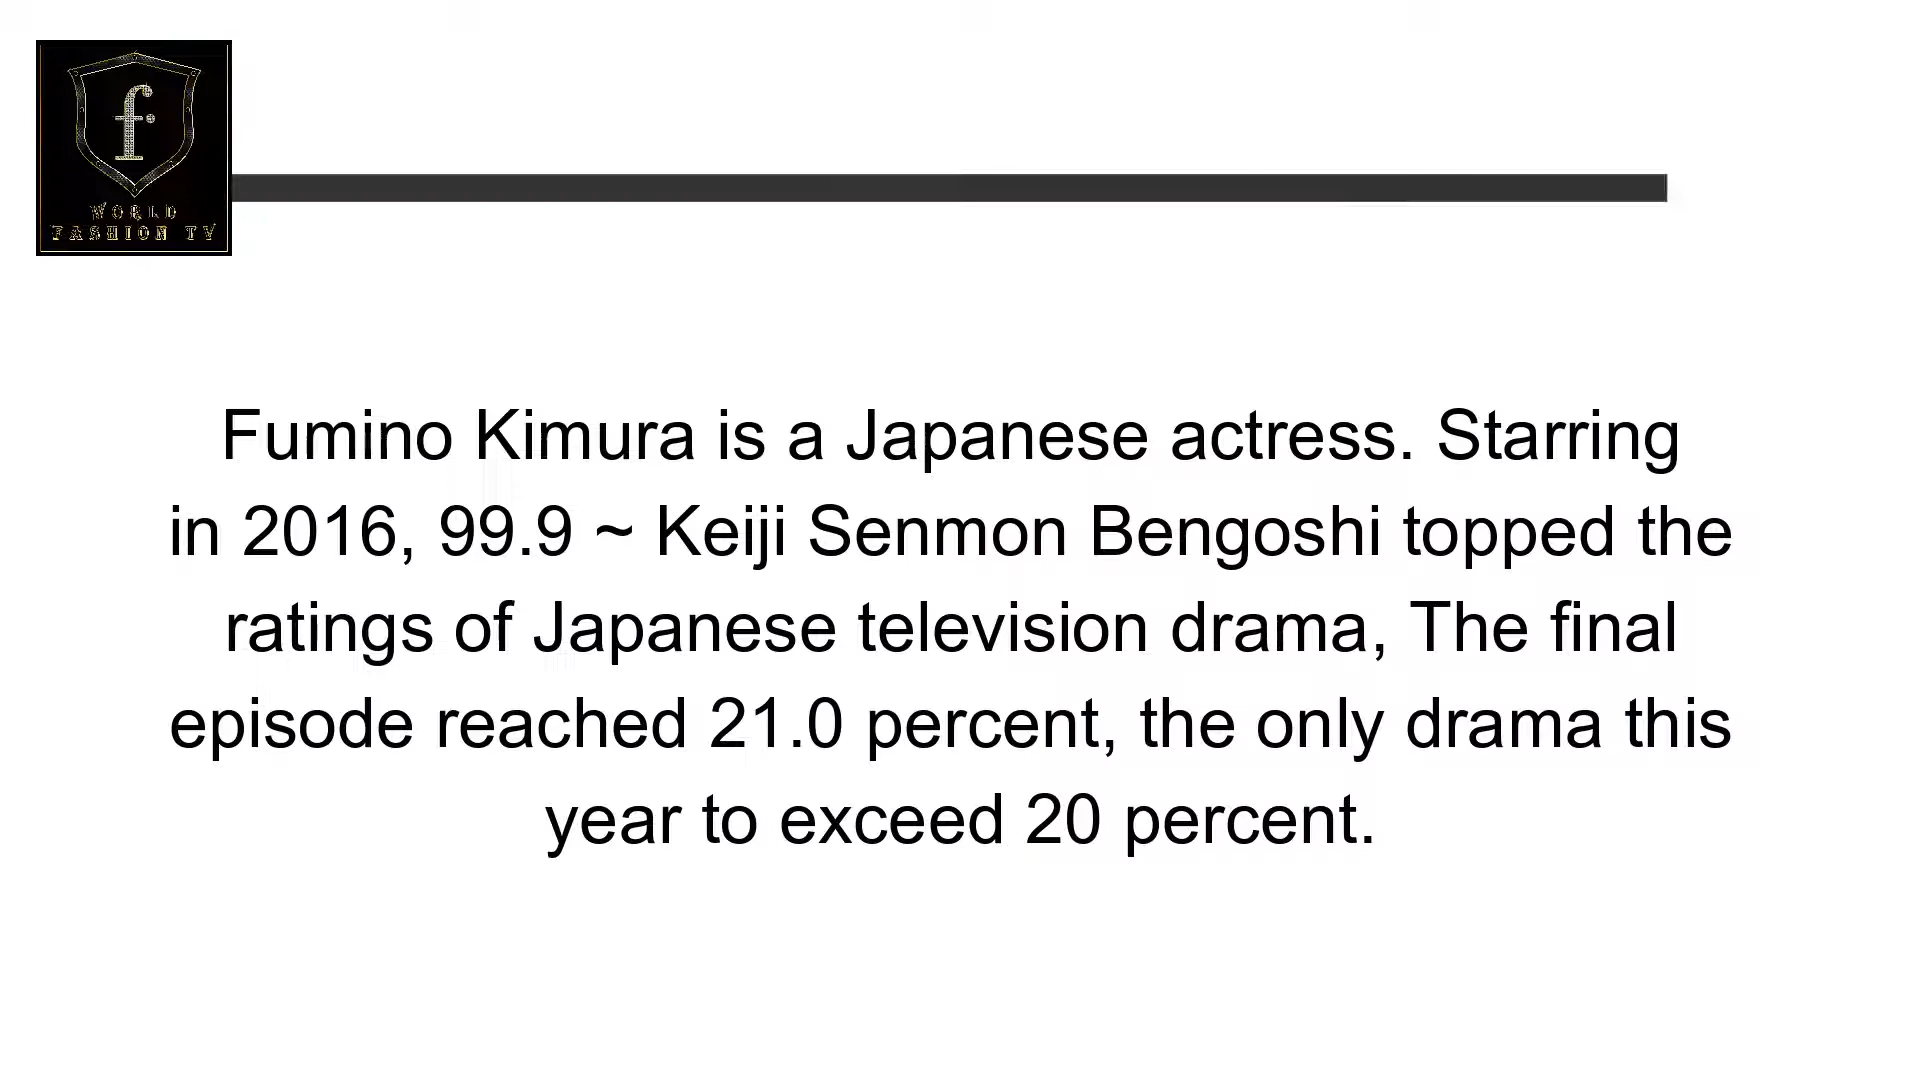 f
WORLD
FASHION TV
Fumino Kimura is a Japanese actress. Starring
in 2016, 99.9 ~ Keiji Senmon Bengoshi topped the
ratings of Japanese television drama, The final
episode reached 21.0 percent, the only drama this
year to exceed 20 percent.